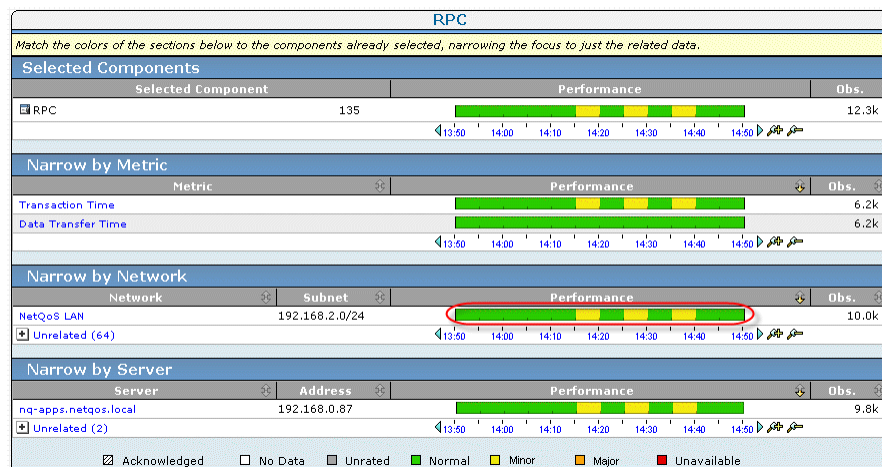 RPC
Match the colors of the sections below to the components already selected, narrowing the focus to just the related data.
Selected Components
Selected Component Performance Obs.
RPC 135 12.3k
13:50 14:00 14:10 14:20 14:30 14:40 14:50
Narrow by Metric
Metric Performance Obs.
Transaction Time 6.2k
Data Transfer Time 6.2k
13:50 14:00 14:10 14:20 14:30 14:40 14:50
Narrow by Network
Network Subnet Performance Obs.
NetQoS LAN 192.168.2.0/24 10.0k
Unrelated (64) 13:50 14:00 14:10 14:20 14:30 14:40 14:50
Narrow by Server
Server Address Performance Obs.
nq-apps.netqos.local 192.168.0.87 9.8k
Unrelated (2) 13:50 14:00 14:10 14:20 14:30 14:40 14:50
Acknowledged No Data Unrated Normal Minor Major Unavailable